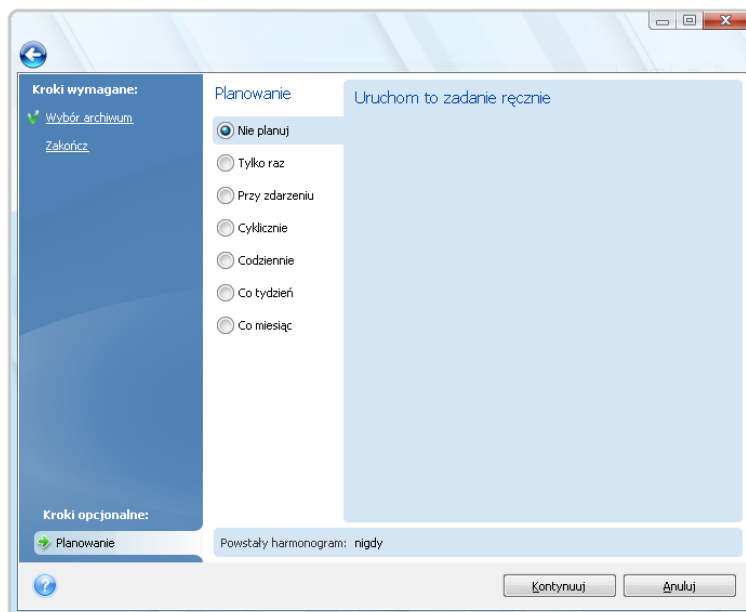 Kroki wymagane:
Wybór archiwum
Zakończ
Kroki opcjonalne:
Planowanie
Planowanie
Nie planuj
Tylko raz
Przy zdarzeniu
Cyklicznie
Codziennie
Co tydzień
Co miesiąc
Uruchom to zadanie ręcznie
Powstały harmonogram: nigdy
Kontynuuj
Anuluj